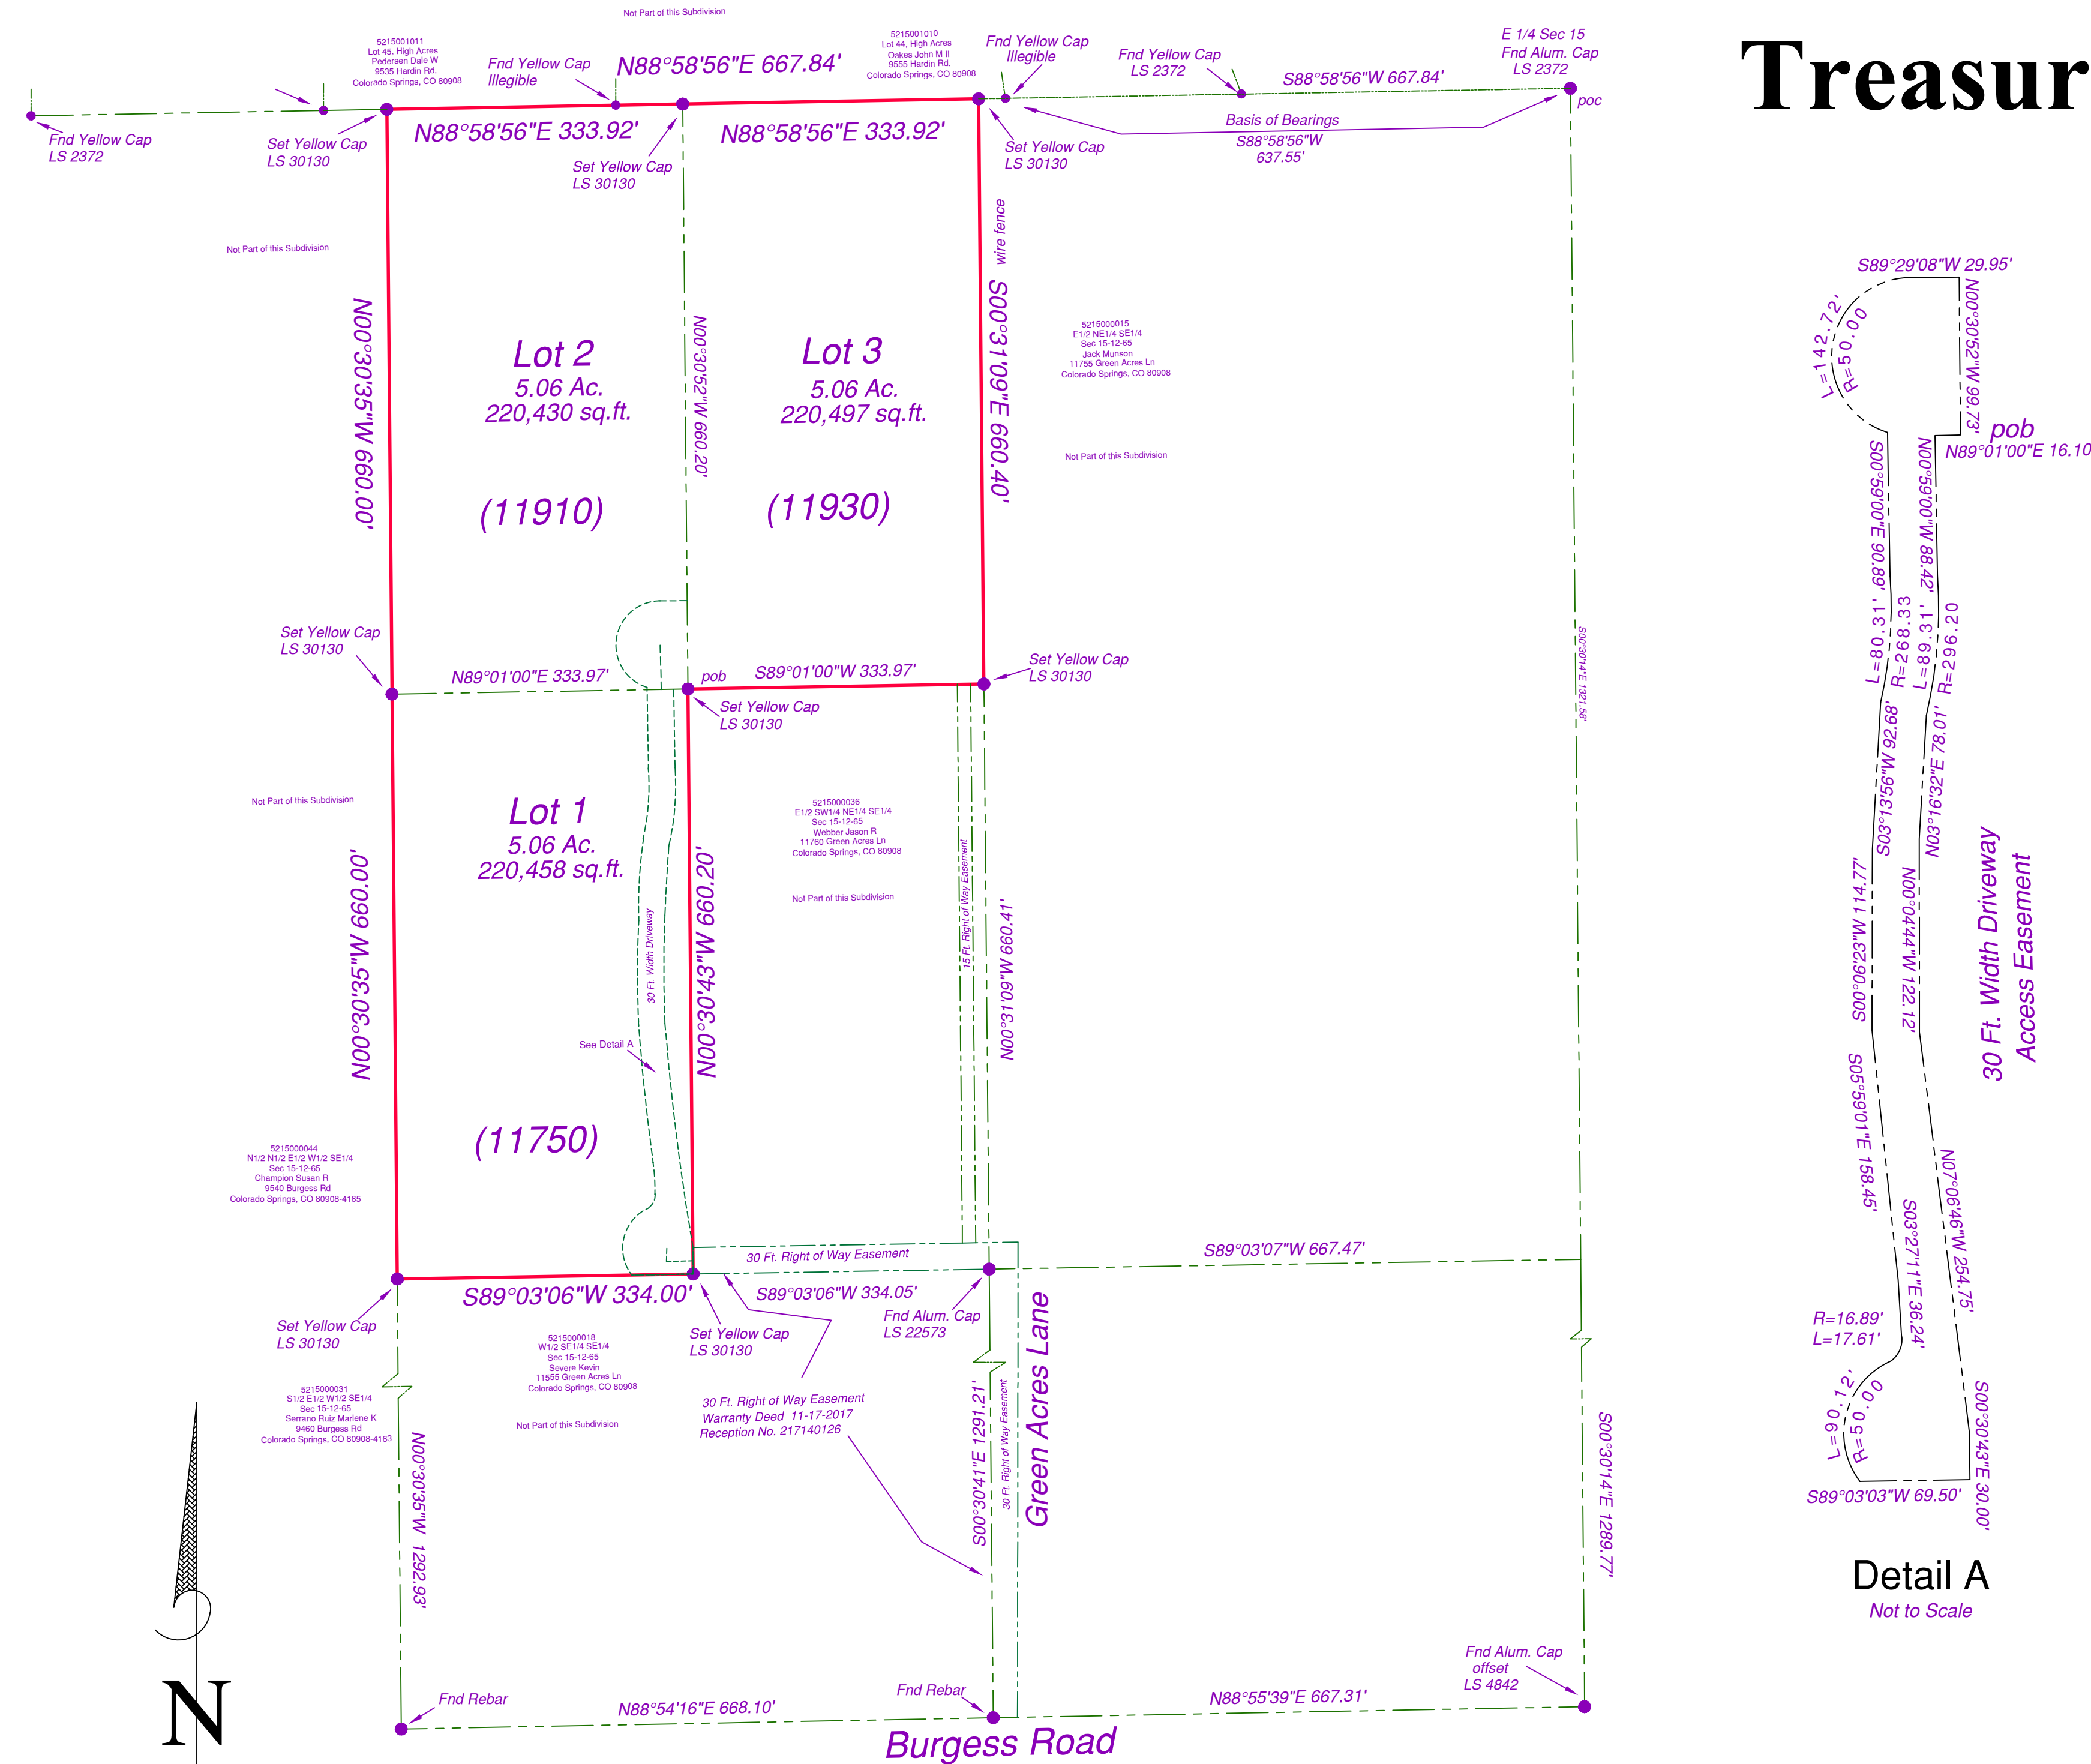 Not Part of this Subdivision
Treasur
5215001011
Lot 45, High Acres
Pedersen Dale W
9535 Hardin Rd.
Colorado Springs, CO 80908
Fnd Yellow Cap
Illegible
N88°58'56"E 667.84'
5215001010
Lot 44, High Acres
Oakes John M II
9555 Hardin Rd.
Colorado Springs, CO 80908
Fnd Yellow Cap
Illegible
Fnd Yellow Cap
LS 2372
S88°58'56"W 667.84'
E 1/4 Sec 15
Fnd Alum. Cap
LS 2372
poc
Fnd Yellow Cap
LS 2372
Set Yellow Cap
LS 30130
N88°58'56"E 333.92'
Set Yellow Cap
LS 30130
N88°58'56"E 333.92'
Set Yellow Cap
LS 30130
Basis of Bearings
S88°58'56"W
637.55'
Not Part of this Subdivision
N00°30'35"W 660.00'
Lot 2
5.06 Ac.
220,430 sq.ft.
(11910)
N00°30'52"W 660.20'
Lot 3
5.06 Ac.
220,497 sq.ft.
(11930)
wire fence
S00°31'09"E 660.40'
5215000015
E1/2 NE1/4 SE1/4
Sec 15-12-65
Jack Munson
11755 Green Acres Ln
Colorado Springs, CO 80908
Not Part of this Subdivision
S00°30'14"E 1321.58'
Set Yellow Cap
LS 30130
N89°01'00"E 333.97'
pob
S89°01'00"W 333.97'
Set Yellow Cap
LS 30130
Set Yellow Cap
LS 30130
Not Part of this Subdivision
N00°30'35"W 660.00'
Lot 1
5.06 Ac.
220,458 sq.ft.
(11750)
30 Ft. Width Driveway
See Detail A
N00°30'43"W 660.20'
5215000036
E1/2 SW1/4 NE1/4 SE1/4
Sec 15-12-65
Webber Jason R
11760 Green Acres Ln
Colorado Springs, CO 80908
Not Part of this Subdivision
15 Ft. Right of Way Easement
N00°31'09"W 660.41'
5215000044
N1/2 N1/2 E1/2 W1/2 SE1/4
Sec 15-12-65
Champion Susan R
9540 Burgess Rd
Colorado Springs, CO 80908-4165
30 Ft. Right of Way Easement
S89°03'07"W 667.47'
S89°03'06"W 334.00'
S89°03'06"W 334.05'
Set Yellow Cap
LS 30130
Set Yellow Cap
LS 30130
Fnd Alum. Cap
LS 22573
5215000018
W1/2 SE1/4 SE1/4
Sec 15-12-65
Severe Kevin
11555 Green Acres Ln
Colorado Springs, CO 80908
Not Part of this Subdivision
5215000031
S1/2 E1/2 W1/2 SE1/4
Sec 15-12-65
Serrano Ruiz Marlene K
9460 Burgess Rd
Colorado Springs, CO 80908-4163
30 Ft. Right of Way Easement
Warranty Deed 11-17-2017
Reception No. 217140126
N00°30'35"W 1292.93'
S00°30'41"E 1291.21'
30 Ft. Right of Way Easement
Green Acres Lane
S00°30'14"E 1289.77'
Fnd Rebar
N88°54'16"E 668.10'
Fnd Rebar
N88°55'39"E 667.31'
Fnd Alum. Cap
offset
LS 4842
Burgess Road
N
S89°29'08"W 29.95'
L=142.72'
R=50.00
N00°30'52"W 99.73'
pob
N89°01'00"E 16.10
S00°59'00"E 90.89'
N00°59'00"W 88.42'
L=80.31'
R=268.33
L=89.31'
R=296.20
S03°13'56"W 92.68'
N03°19'32"E 78.01'
S00°06'23"W 114.77'
N00°04'44"W 122.12'
30 Ft. Width Driveway
Access Easement
S05°59'01"E 158.45'
N07°06'46"W 254.75'
S03°27'11"E 36.24'
R=16.89'
L=17.61'
L=90.12'
R=50.00
S00°30'43"E 30.00'
S89°03'03"W 69.50'
Detail A
Not to Scale